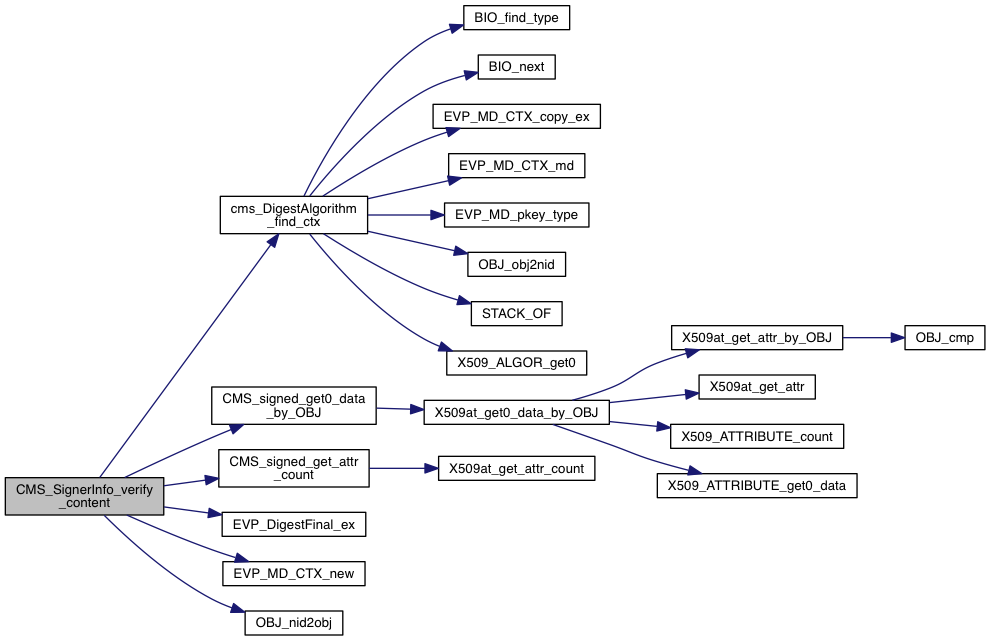 BIO_find_type
BIO_next
EVP_MD_CTX_copy_ex
EVP_MD_CTX_md
cms_DigestAlgorithm
_find_ctx
EVP_MD_pkey_type
OBJ_obj2nid
STACK_OF
X509_ALGOR_get0
X509at_get_attr_by_OBJ
OBJ_cmp
CMS_signed_get0_data
_by_OBJ
X509at_get0_data_by_OBJ
X509at_get_attr
X509_ATTRIBUTE_count
CMS_signed_get_attr
_count
X509at_get_attr_count
X509_ATTRIBUTE_get0_data
CMS_SignerInfo_verify
_content
EVP_DigestFinal_ex
EVP_MD_CTX_new
OBJ_nid2obj